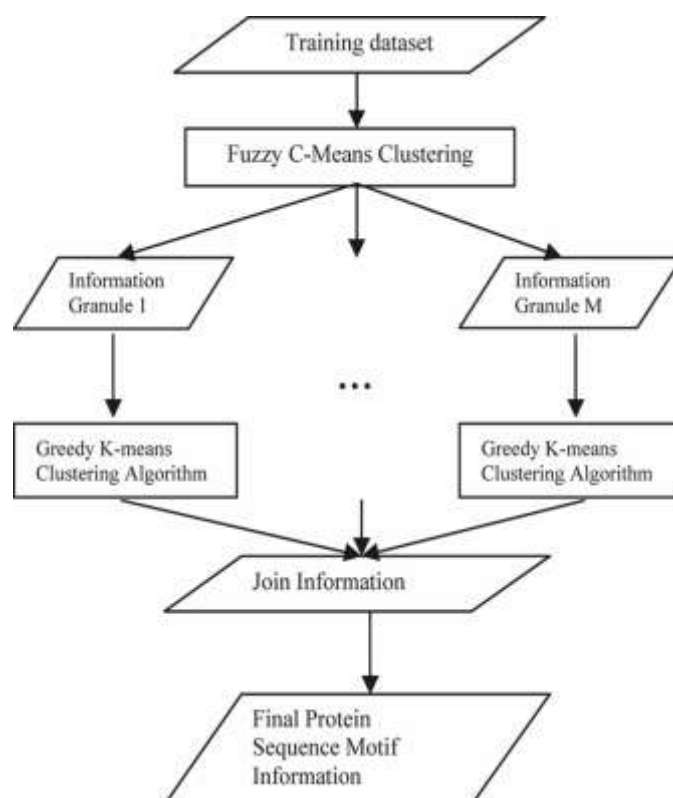 Training dataset
Fuzzy C-Means Clustering
Information
Granule 1
Information
Granule M
...
Greedy K-means
Clustering Algorithm
Greedy K-means
Clustering Algorithm
Join Information
Final Protein
Sequence Motif
Information